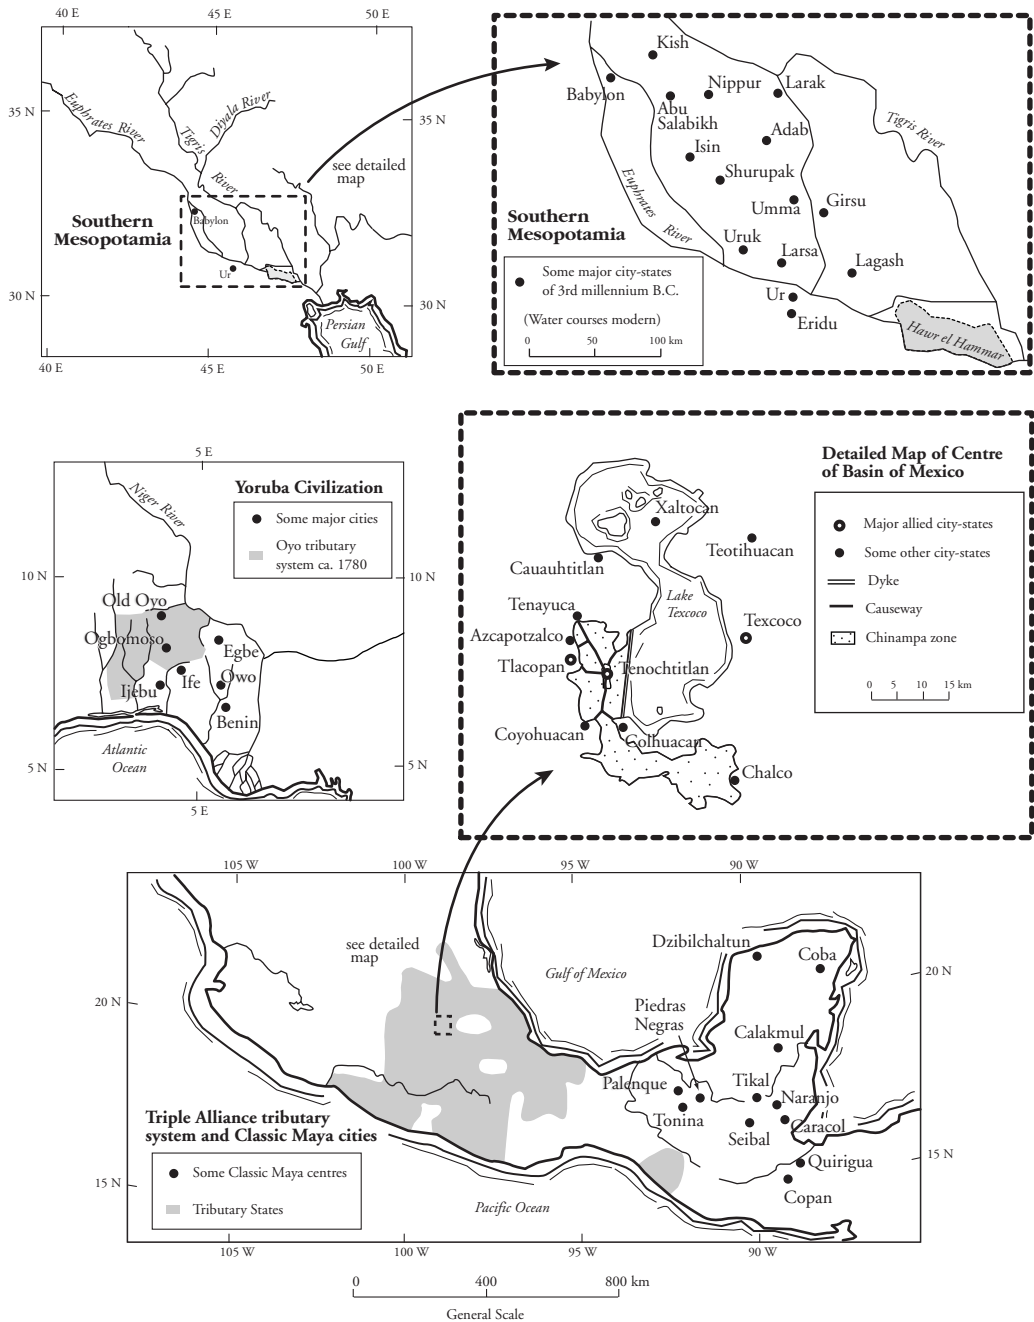 40 E
45 E
50 E
35 N
35 N
30 N
30 N
40 E
45 E
50 E
Euphrates River
Tigris
River
Diyala River
see detailed
map
Southern
Mesopotamia
Babylon
Ur
Persian
Gulf
Kish
Babylon
Abu
Salabikh
Nippur
Larak
Isin
Adab
Shurupak
Umma
Girsu
Uruk
Larsa
Lagash
Ur
Eridu
Tigris River
Euphrates
River
Hawr el Hammar
Southern
Mesopotamia
Some major city-states
of 3rd millennium B.C.
(Water courses modern)
0 50 100 km
5 E
10 N
10 N
5 N
5 N
5 E
Niger River
Yoruba Civilization
Some major cities
Oyo tributary
system ca. 1780
Old Oyo
Ogbomoso
Egbe
Ife
Owo
Ijebu
Benin
Atlantic
Ocean
Detailed Map of Centre
of Basin of Mexico
Major allied city-states
Some other city-states
Dyke
Causeway
Chinampa zone
0 5 10 15 km
Xaltocan
Teotihuacan
Cauauhtitlan
Lake
Texcoco
Tenayuca
Texcoco
Azcapotzalco
Tlacopan
Tenochtitlan
Coyohuacan
Colhuacan
Chalco
105 W
100 W
95 W
90 W
20 N
20 N
15 N
15 N
see detailed
map
Gulf of Mexico
Dzibilchaltun
Coba
Piedras
Negras
Calakmul
Palenque
Tikal
Naranjo
Tonina
Seibal
Caracol
Quirigua
Copan
Triple Alliance tributary
system and Classic Maya cities
Some Classic Maya centres
Tributary States
Pacific Ocean
105 W
100 W
95 W
90 W
0 400 800 km
General Scale